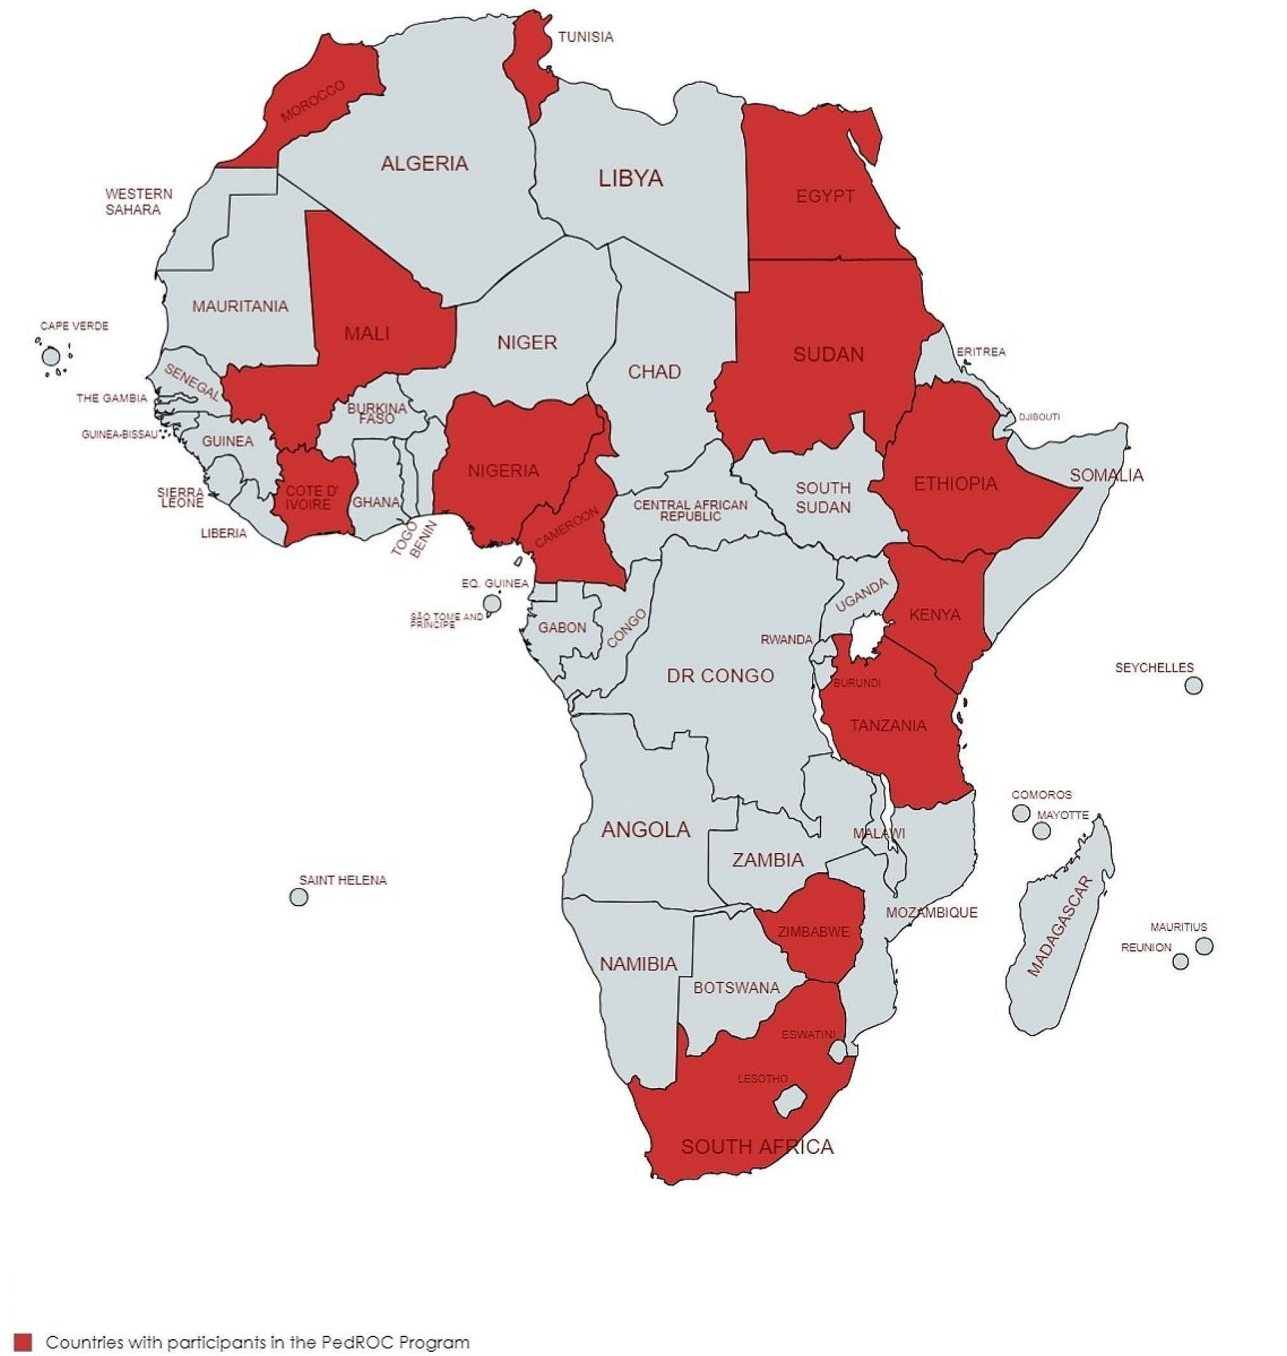 TUNISIA
MOROCCO
ALGERIA
LIBYA
EGYPT
WESTERN
SAHARA
MAURITANIA
MALI
NIGER
CHAD
SUDAN
ERITREA
CAPE VERDE
SENEGAL
THE GAMBIA
GUINEA-BISSAU
GUINEA
BURKINA
FASO
DJIBOUTI
SIERRA
LEONE
LIBERIA
COTE D'
IVOIRE
GHANA
TOGO
BENIN
NIGERIA
CAMEROON
CENTRAL AFRICAN
REPUBLIC
SOUTH
SUDAN
ETHIOPIA
SOMALIA
EQ. GUINEA
SÃO TOME AND
PRINCIPE
GABON
CONGO
DR CONGO
UGANDA
KENYA
RWANDA
BURUNDI
TANZANIA
SEYCHELLES
COMOROS
MAYOTTE
ANGOLA
ZAMBIA
MALAWI
MOZAMBIQUE
SAINT HELENA
MADAGASCAR
MAURITIUS
REUNION
NAMIBIA
ZIMBABWE
BOTSWANA
ESWATINI
LESOTHO
SOUTH AFRICA
Countries with participants in the PedROC Program